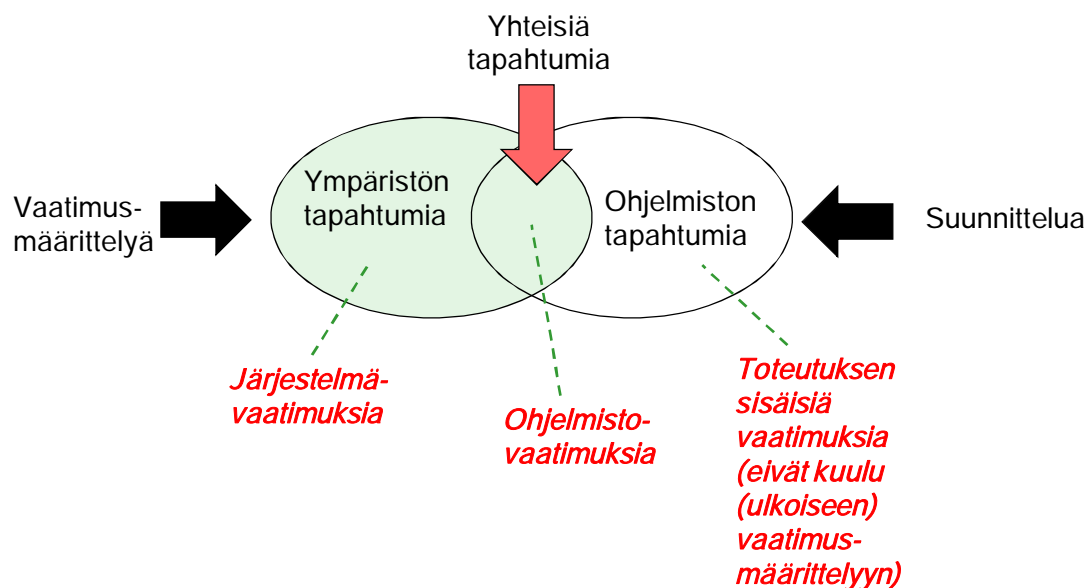 Yhteisiä
tapahtumia
Ympäristön
tapahtumia
Ohjelmiston
tapahtumia
Vaatimus-
määrittelyä
Suunnittelua
Järjestelmä-
vaatimuksia
Ohjelmisto-
vaatimuksia
Toteutuksen
sisäisiä
vaatimuksia
(eivät kuulu
(ulkoiseen)
vaatimus-
määrittelyyn)